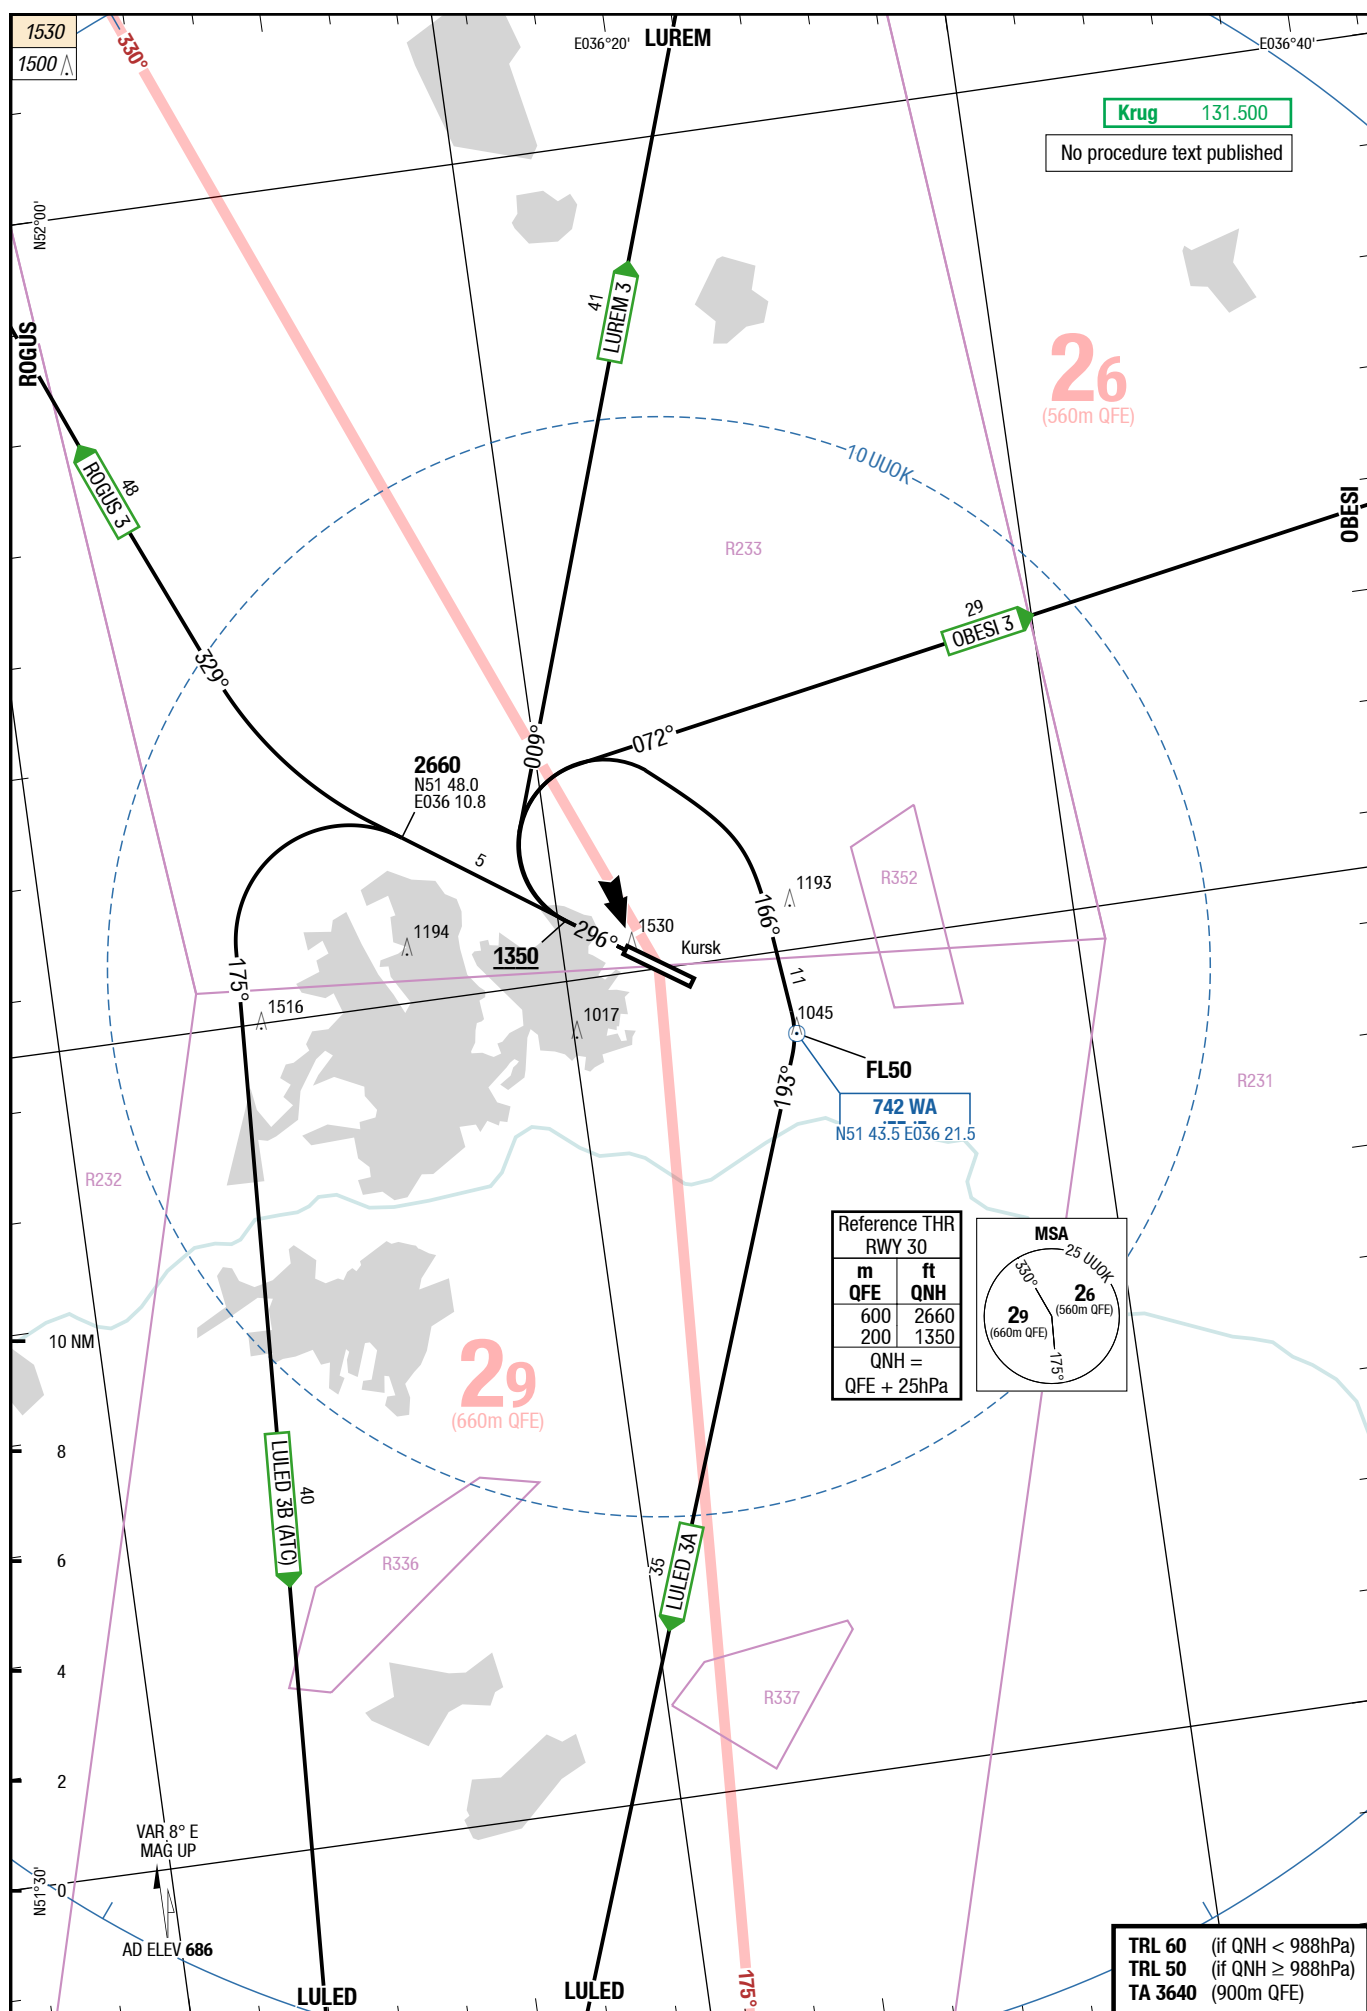 1530
1500
330°
E036°20'
LUREM
E036°40'
Krug 131.500
No procedure text published
N52°00'
ROGUS
41
LUREM 3
26
(560m QFE)
10 UUOK
48
ROGUS 3
OBESI
R233
29
OBESI 3
329°
009°
072°
2660
N51 48.0
E036 10.8
5
R352
1193
166°
1194
296°
1530
Kursk
1350
175°
11
1516
1017
1045
FL50
193°
R231
742 WA
N51 43.5 E036 21.5
R232
Reference THR
RWY 30
m ft
QFE QNH
600 2660
200 1350
QNH =
QFE + 25hPa
MSA
25 UUOK
330°
26
(560m QFE)
29
(660m QFE)
175°
10 NM
29
(660m QFE)
8
LULED 3B (ATC)
40
6
R336
35
LULED 3A
4
R337
2
VAR 8° E
MAG UP
N51°30'
0
AD ELEV 686
TRL 60 (if QNH < 988hPa)
TRL 50 (if QNH ≥ 988hPa)
TA 3640 (900m QFE)
LULED
LULED
175°